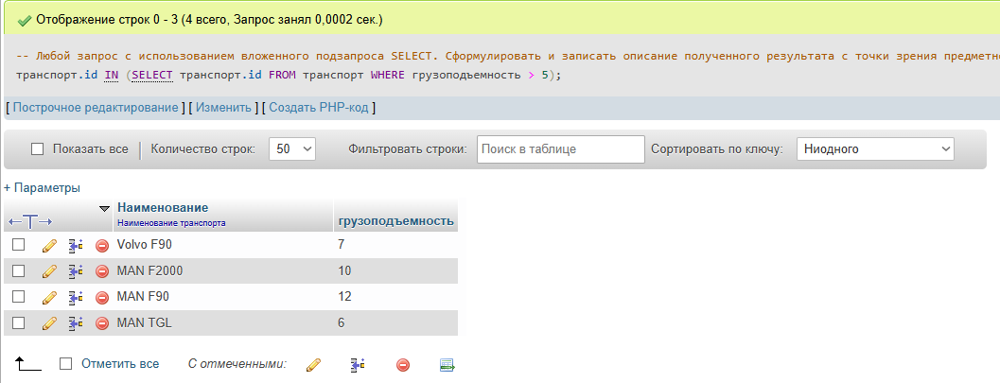 Отображение строк 0 - 3 (4 всего, Запрос занял 0,0002 сек.)
-- Любой запрос с использованием вложенного подзапроса SELECT. Сформулировать и записать описание полученного результата с точки зрения предметно
транспорт.id IN (SELECT транспорт.id FROM транспорт WHERE грузоподъемность > 5);
[ Построчное редактирование ] [ Изменить ] [ Создать PHP-код ]
Показать все Количество строк: 50 Фильтровать строки: Поиск в таблице Сортировать по ключу: Ниодного
+ Параметры
←T→ Наименование
Наименование транспорта грузоподъемность
Volvo F90 7
MAN F2000 10
MAN F90 12
MAN TGL 6
Отметить все С отмеченными: